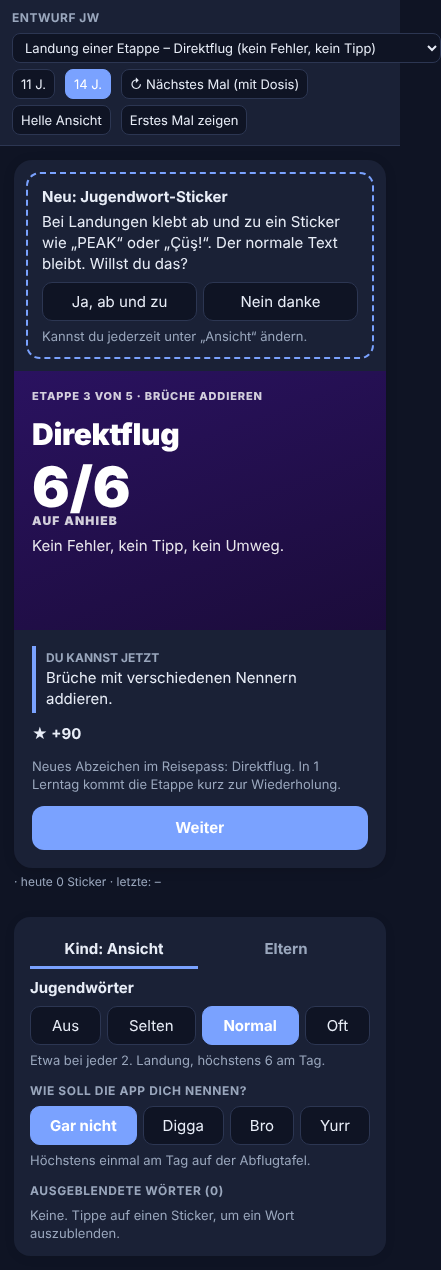 ENTWURF JW
Landung einer Etappe – Direktflug (kein Fehler, kein Tipp)
11 J. 14 J. ↻ Nächstes Mal (mit Dosis)
Helle Ansicht Erstes Mal zeigen
Neu: Jugendwort-Sticker
Bei Landungen klebt ab und zu ein Sticker
wie „PEAK“ oder „Çüş!“. Der normale Text
bleibt. Willst du das?
Ja, ab und zu Nein danke
Kannst du jederzeit unter „Ansicht“ ändern.
ETAPPE 3 VON 5 · BRÜCHE ADDIEREN
Direktflug
6/6
AUF ANHIEB
Kein Fehler, kein Tipp, kein Umweg.
DU KANNST JETZT
Brüche mit verschiedenen Nennern
addieren.
★ +90
Neues Abzeichen im Reisepass: Direktflug. In 1
Lerntag kommt die Etappe kurz zur Wiederholung.
Weiter
· heute 0 Sticker · letzte: –
Kind: Ansicht Eltern
Jugendwörter
Aus Selten Normal Oft
Etwa bei jeder 2. Landung, höchstens 6 am Tag.
WIE SOLL DIE APP DICH NENNEN?
Gar nicht Digga Bro Yurr
Höchstens einmal am Tag auf der Abflugtafel.
AUSGEBLENDETE WÖRTER (0)
Keine. Tippe auf einen Sticker, um ein Wort
auszublenden.